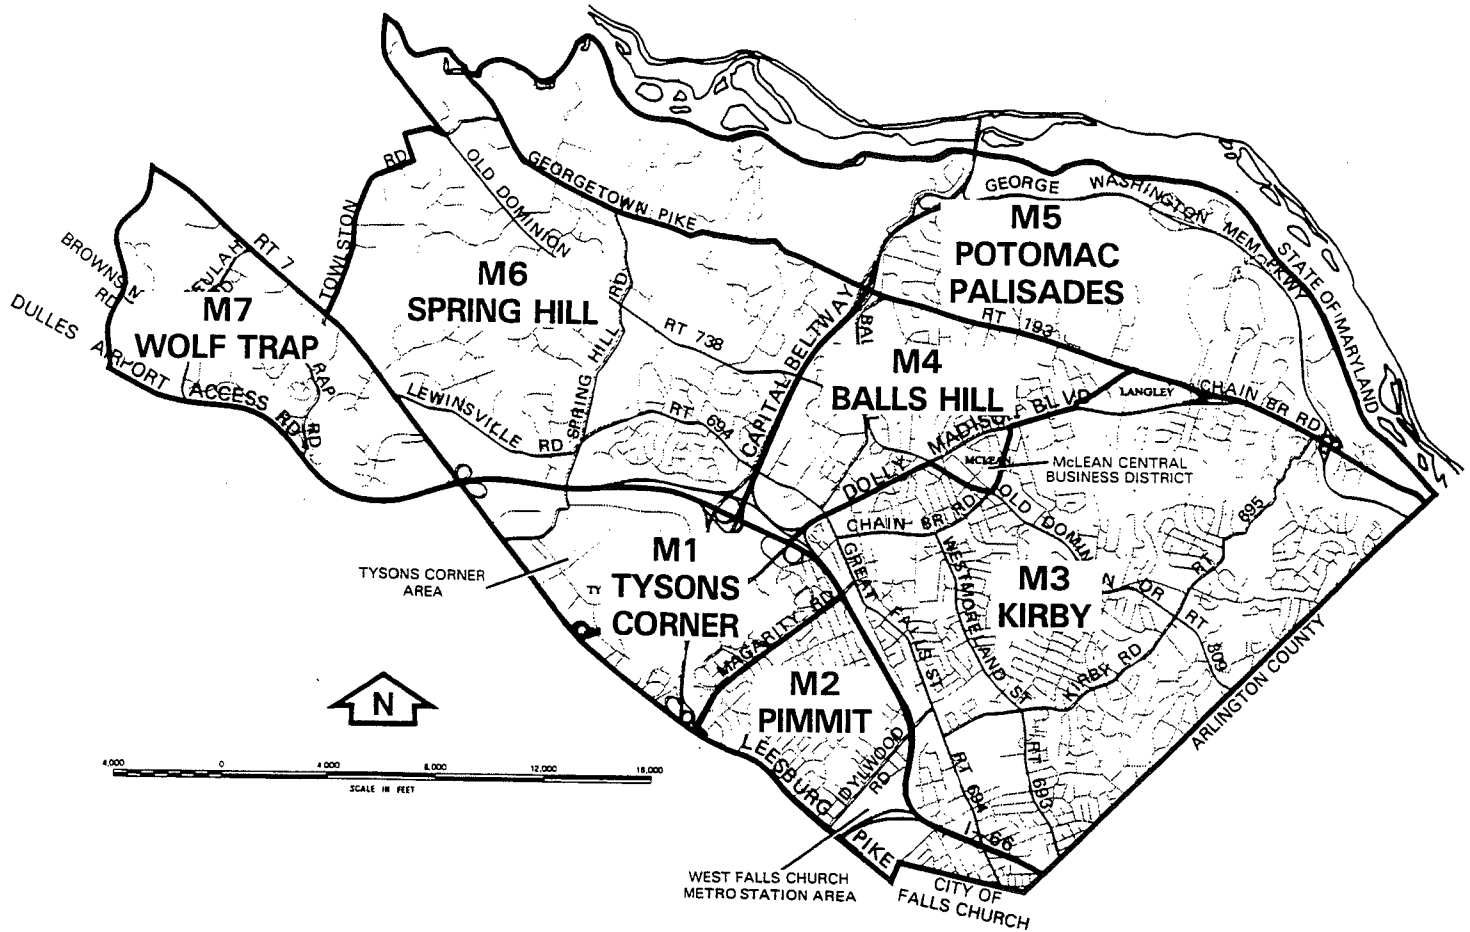 GEORGETOWN PIKE
OLD DOMINION
RD
TOWLSTON
RT 7
BROWNS
RD
DULLES AIRPORT ACCESS RD
M7
WOLF TRAP
RD
M6
SPRING HILL
SPRING HILL RD
RT 738
LEWINSVILLE RD
RT 694
CAPITAL BELTWAY
GEORGE WASHINGTON
MEM PKWY
M5
POTOMAC
PALISADES
STATE OF MARYLAND
RT 193
M4
BALLS HILL
DOLLY MADISON BLVD
LANGLEY
CHAIN BR RD
MCLEAN
McLEAN CENTRAL
BUSINESS DISTRICT
CHAIN BR RD
OLD DOMIN
N DR
RT 695
M1
TYSONS
CORNER
TYSONS CORNER
AREA
TY
GREAT FALLS ST
WESTMORELAND ST
M3
KIRBY
KIRBY RD
RT 809
MAGARITY RD
M2
PIMMIT
ARLINGTON COUNTY
LEESBURG PIKE
IDYLWOOD
RD
RT 694
RT 693
I-66
N
4,000 0 4,000 8,000 12,000 16,000
SCALE IN FEET
WEST FALLS CHURCH
METRO STATION AREA
CITY OF
FALLS CHURCH